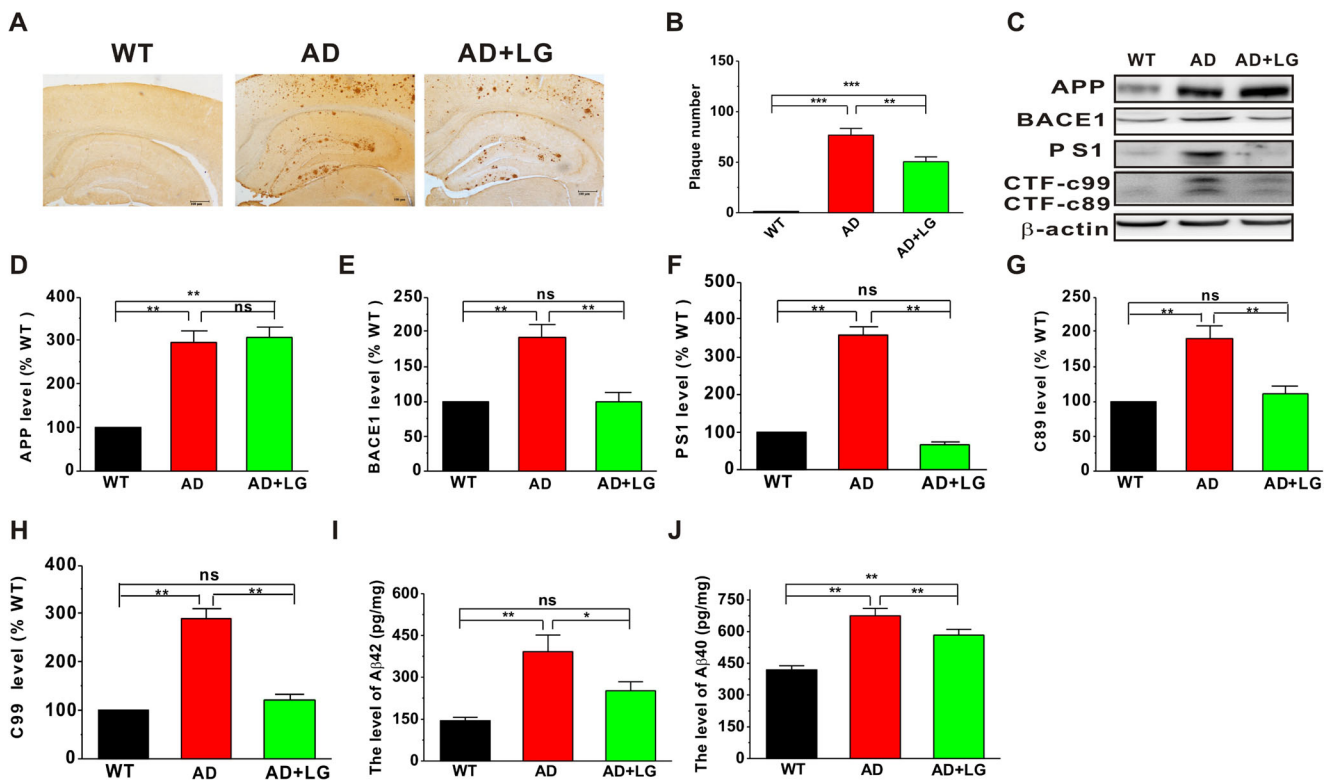 A
WT
AD
AD+LG
B
Plaque number
150
100
50
0
***
***
**
WT
AD
AD+LG
C
WT
AD
AD+LG
APP
BACE1
PS1
CTF-c99
CTF-c89
β-actin
D
APP level (% WT)
400
300
200
100
0
**
**
ns
WT
AD
AD+LG
E
BACE1 level (% WT )
250
200
150
100
50
0
ns
**
**
WT
AD
AD+LG
F
PS1 level (% WT )
500
400
300
200
100
0
ns
**
**
WT
AD
AD+LG
G
C89 level (% WT)
250
200
150
100
50
0
ns
**
**
WT
AD
AD+LG
H
C99 level (% WT)
400
300
200
100
0
ns
**
**
WT
AD
AD+LG
I
The level of Aβ42 (pg/mg)
600
450
300
150
0
ns
**
*
WT
AD
AD+LG
J
The level of Aβ40 (pg/mg)
750
600
450
300
150
0
**
**
**
WT
AD
AD+LG